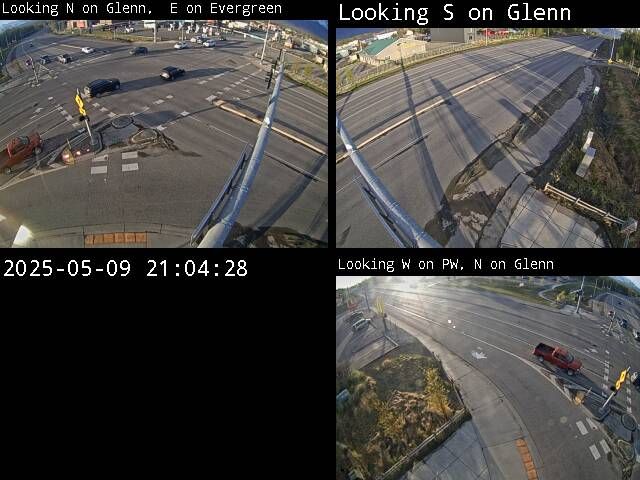 Looking N on Glenn,  E on Evergreen
Looking S on Glenn
2025-05-09 21:04:28
Looking W on PW, N on Glenn